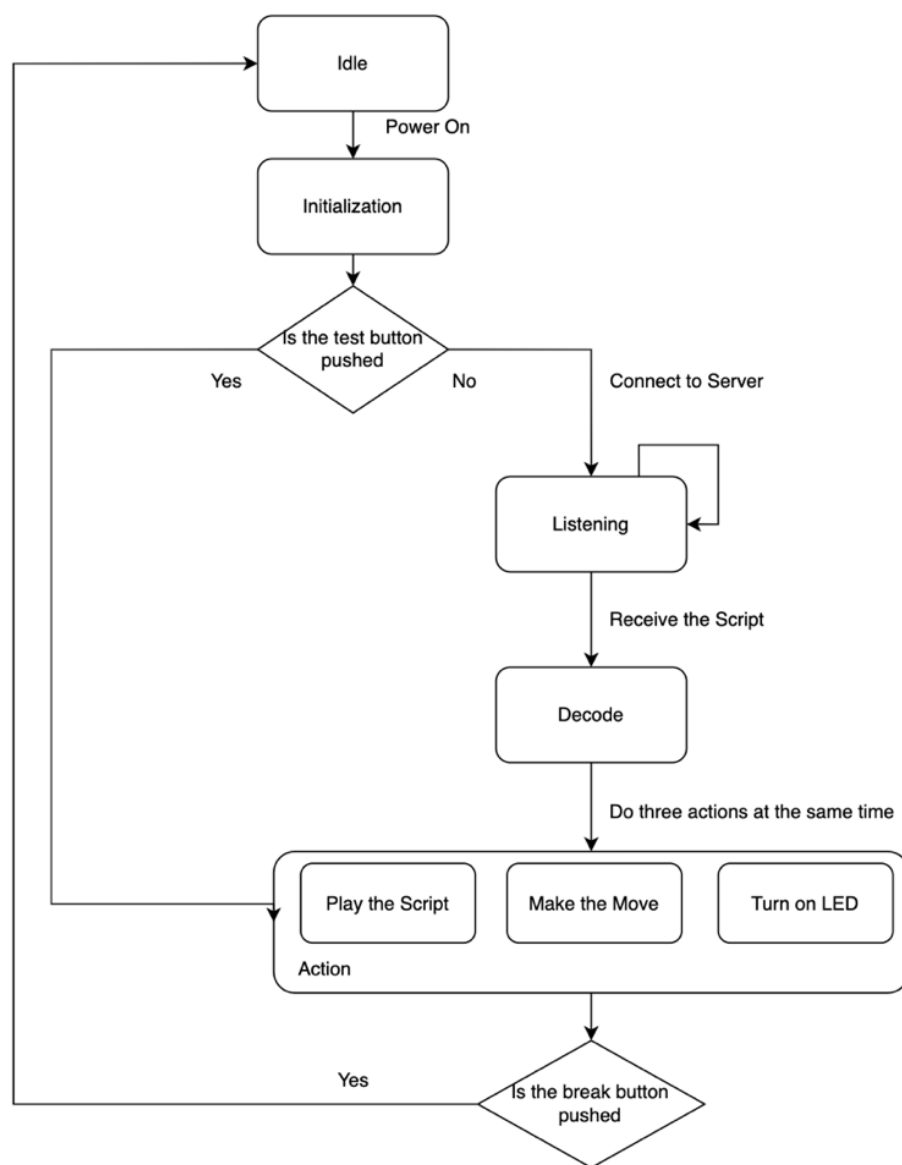 Idle
Power On
Initialization
Is the test button
pushed
Yes
No
Connect to Server
Listening
Receive the Script
Decode
Do three actions at the same time
Play the Script
Make the Move
Turn on LED
Action
Yes
Is the break button
pushed